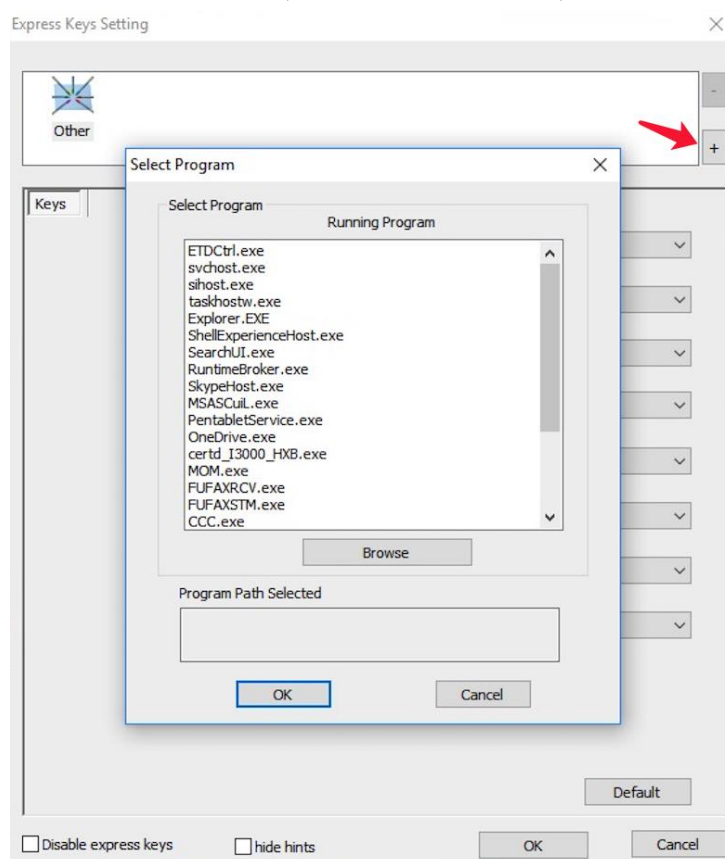 Express Keys Setting
-
Other
+
Select Program
Keys
Select Program
Running Program
ETDCtrl.exe
svchost.exe
sihost.exe
taskhostw.exe
Explorer.EXE
ShellExperienceHost.exe
SearchUI.exe
RuntimeBroker.exe
SkypeHost.exe
MSASCuiL.exe
PentabletService.exe
OneDrive.exe
certd_I3000_HXB.exe
MOM.exe
FUFAXRCV.exe
FUFAXSTM.exe
CCC.exe
Browse
Program Path Selected
OK Cancel
Default
Disable express keys hide hints OK Cancel